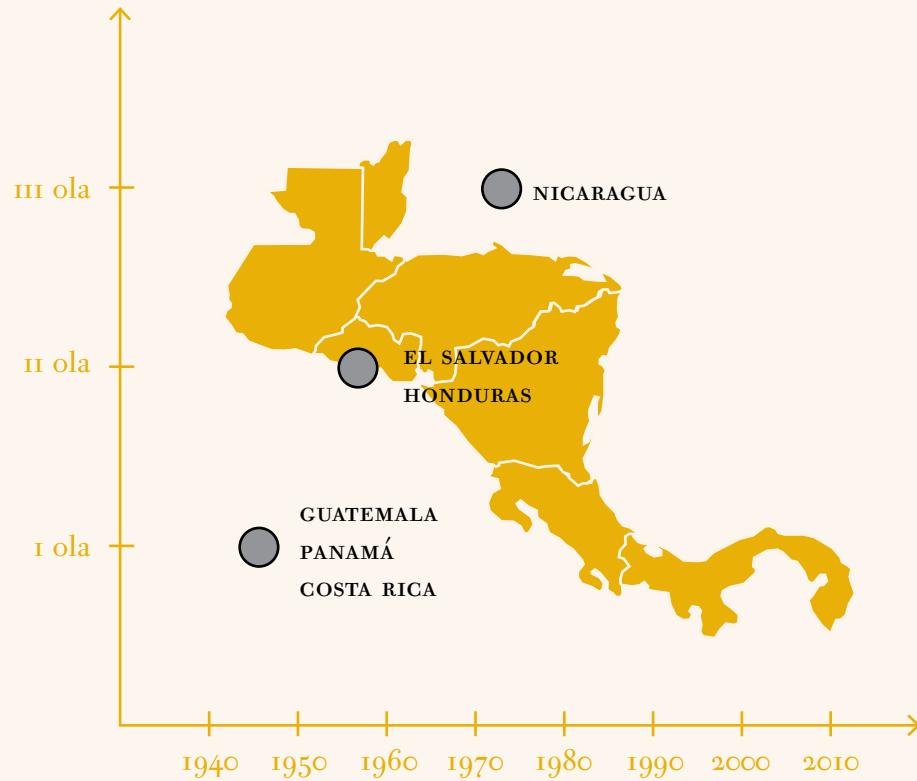 III ola
NICARAGUA
II ola
EL SALVADOR
HONDURAS
GUATEMALA
I ola
PANAMÁ
COSTA RICA
1940 1950 1960 1970 1980 1990 2000 2010